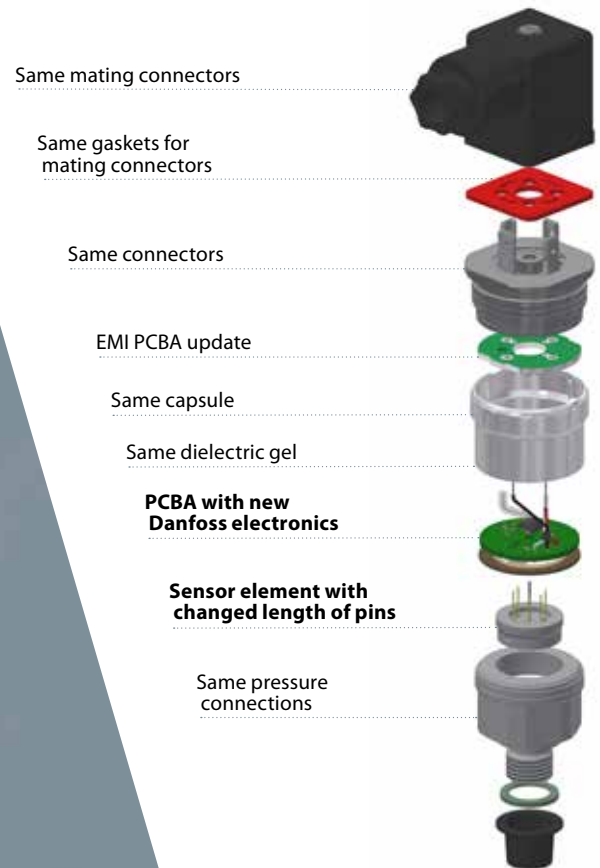 Same mating connectors
Same gaskets for
mating connectors
Same connectors
EMI PCBA update
Same capsule
Same dielectric gel
PCBA with new
Danfoss electronics
Sensor element with
changed length of pins
Same pressure
connections